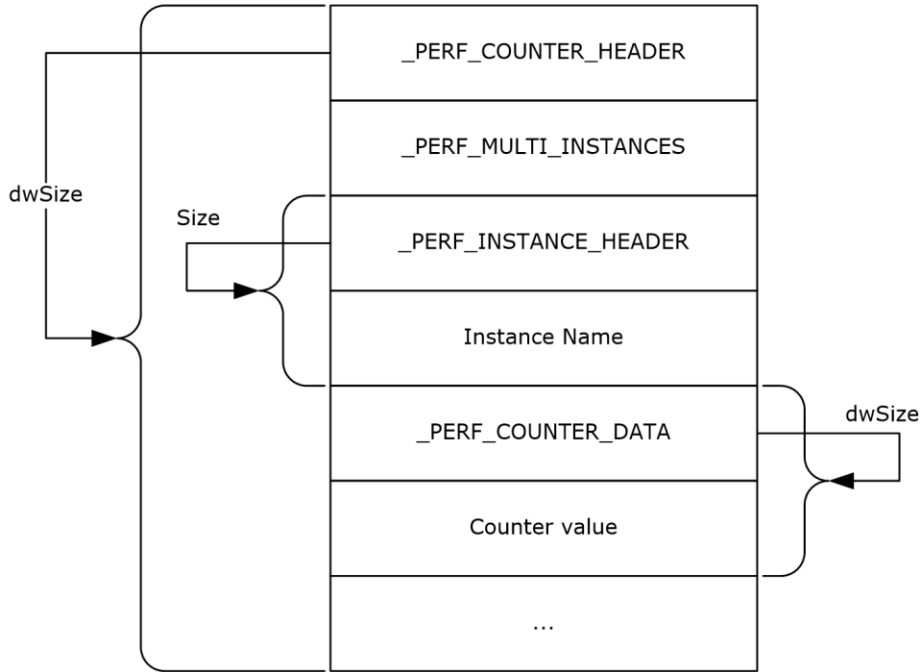 _PERF_COUNTER_HEADER
_PERF_MULTI_INSTANCES
dwSize
Size
_PERF_INSTANCE_HEADER
Instance Name
dwSize
_PERF_COUNTER_DATA
Counter value
...